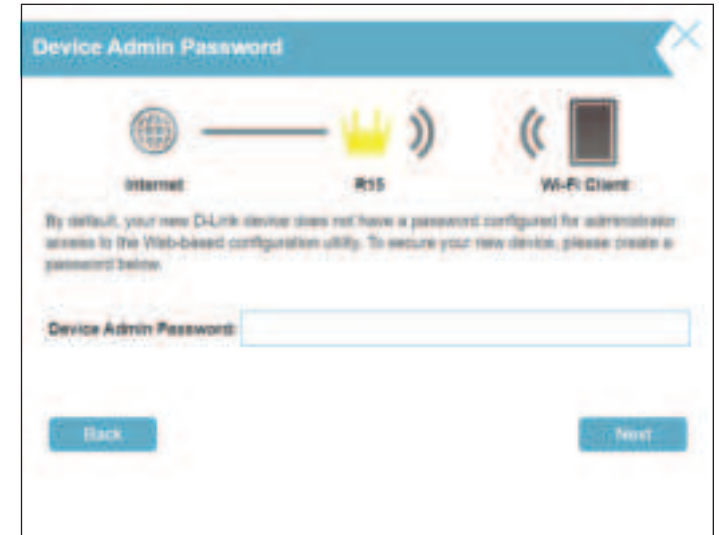 Device Admin Password
Internet R15 Wi-Fi Client
By default, your new D-Link device does not have a password configured for administrator
access to the Web-based configuration utility. To secure your new device, please create a
password below.
Device Admin Password:
Back Next